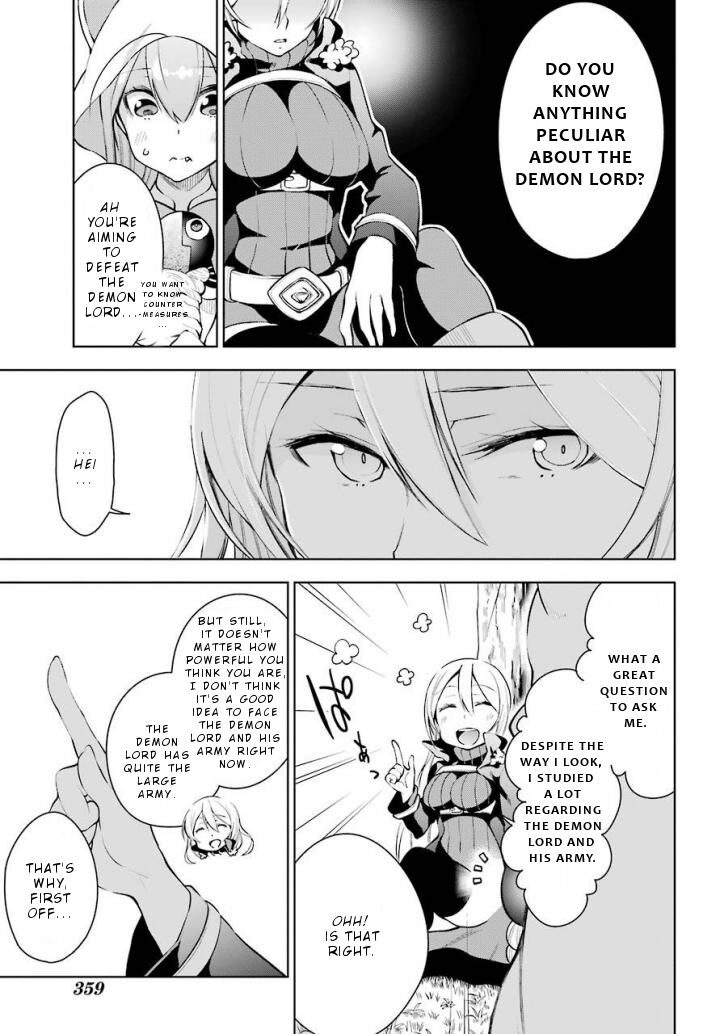 DO YOU
KNOW
ANYTHING
PECULIAR
ABOUT THE
DEMON LORD?
AH
YOU'RE
AIMING
TO
DEFEAT
THE
DEMON
LORD...
YOU WANT
TO KNOW
COUNTER
-MEASURES
...
...
HEI
...
WHAT A
GREAT
QUESTION
TO ASK
ME.
DESPITE THE
WAY I LOOK,
I STUDIED
A LOT
REGARDING
THE DEMON
LORD AND
HIS ARMY.
OHH!
IS THAT
RIGHT.
BUT STILL,
IT DOESN'T
MATTER HOW
POWERFUL YOU
THINK YOU ARE,
I DON'T THINK
IT'S A GOOD
IDEA TO FACE
THE DEMON
LORD AND HIS
ARMY RIGHT
NOW.
THE
DEMON
LORD HAS
QUITE THE
LARGE
ARMY.
THAT'S
WHY,
FIRST
OFF...
359